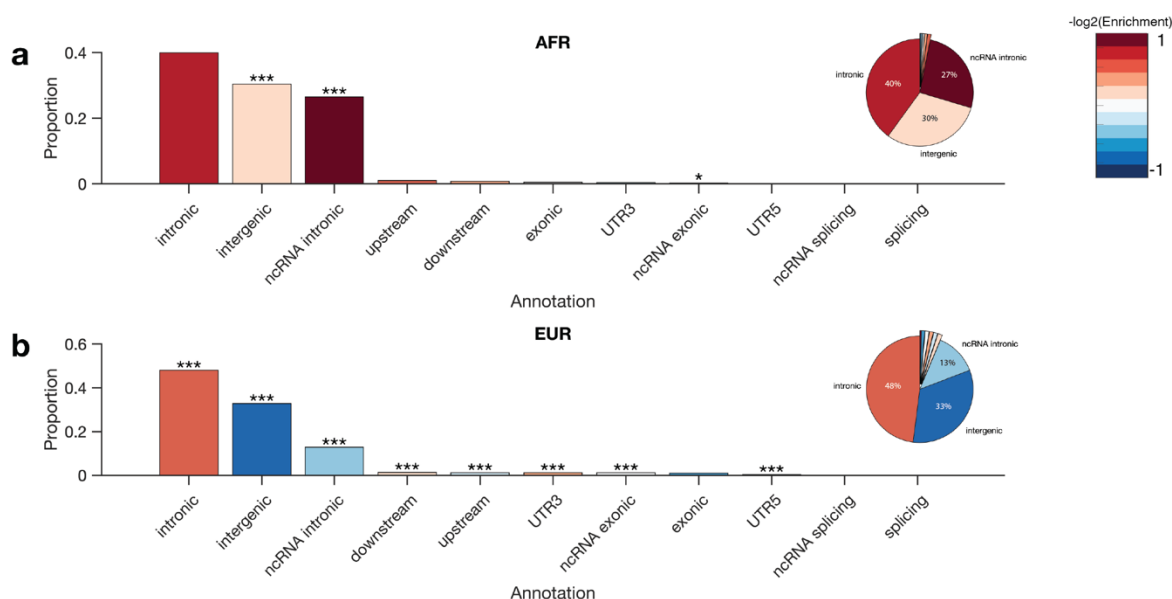 a
AFR
-log2(Enrichment)
1
-1
Proportion
0.4
0.2
0
***
***
*
intronic
intergenic
ncRNA intronic
upstream
downstream
exonic
UTR3
ncRNA exonic
UTR5
ncRNA splicing
splicing
Annotation
intronic
40%
ncRNA intronic
27%
30%
intergenic
b
EUR
Proportion
0.6
0.4
0.2
0
***
***
***
***
***
***
***
***
intronic
intergenic
ncRNA intronic
downstream
upstream
UTR3
ncRNA exonic
exonic
UTR5
ncRNA splicing
splicing
Annotation
ncRNA intronic
13%
intronic
48%
33%
intergenic